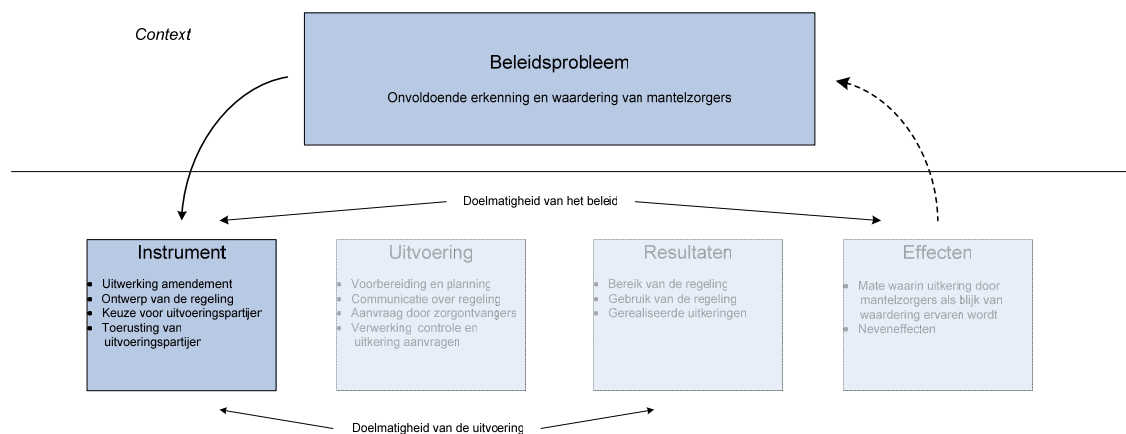 Context
Beleidsprobleem
Onvoldoende erkenning en waardering van mantelzorgers
Doelmatigheid van het beleid
Instrument
• Uitwerking amendement
• Ontwerp van de regeling
• Keuze voor uitvoeringspartijen
• Toerusting van
uitvoeringspartijen
Uitvoering
• Voorbereiding en planning
• Communicatie over regeling
• Aanvraag door zorgontvangers
• Verwerking controle en
uitkering aanvragen
Resultaten
• Bereik van de regeling
• Gebruik van de regeling
• Gerealiseerde uitkeringen
Effecten
• Mate waarin uitkering door
mantelzorgers als blijk van
waardering ervaren wordt
• Neveneffecten
Doelmatigheid van de uitvoering